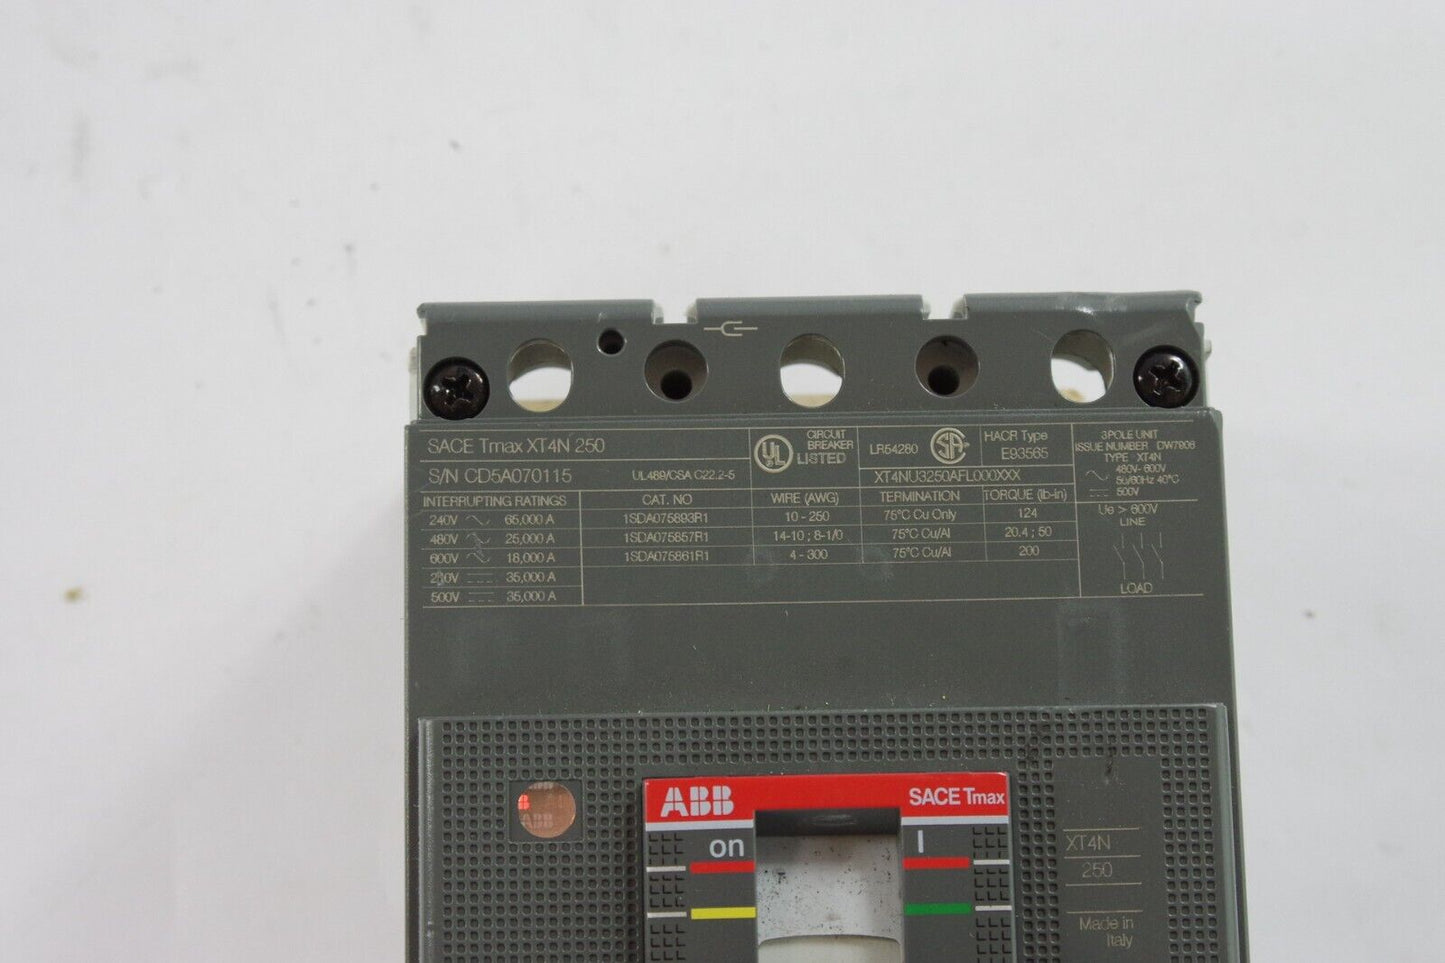 SACE Tmax XT4N 250
S/N CD5A070115
UL489/CSA C22.2-5
UL
CIRCUIT
BREAKER
LISTED
LR54280
SA
HACR Type
E93565
XT4NU3250AFL000XXX
3POLE UNIT
ISSUE NUMBER DW7906
TYPE XT4N
480V- 600V
50/60Hz 40°C
500V
Ue > 600V
LINE
LOAD
INTERRUPTING RATINGS
240V 65,000 A
480V 25,000 A
600V 18,000 A
35,000 A
500V 35,000 A
CAT. NO WIRE (AWG) TERMINATION TORQUE (lb-in)
1SDA075893R1 10 - 250 75°C Cu Only 124
1SDA075857R1 14-10 ; 8-1/0 75°C Cu/Al 20.4 ; 50
1SDA075861R1 4 - 300 75°C Cu/Al 200
ABB
ABB SACE Tmax
on I
XT4N
250
Made in
Italy